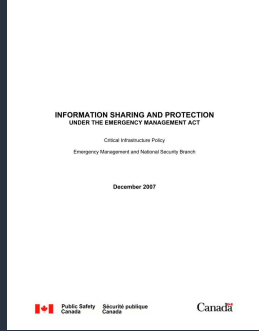 INFORMATION SHARING AND PROTECTION
UNDER THE EMERGENCY MANAGEMENT ACT
Critical Infrastructure Policy
Emergency Management and National Security Branch
December 2007
Public Safety Sécurité publique
Canada Canada
Canada